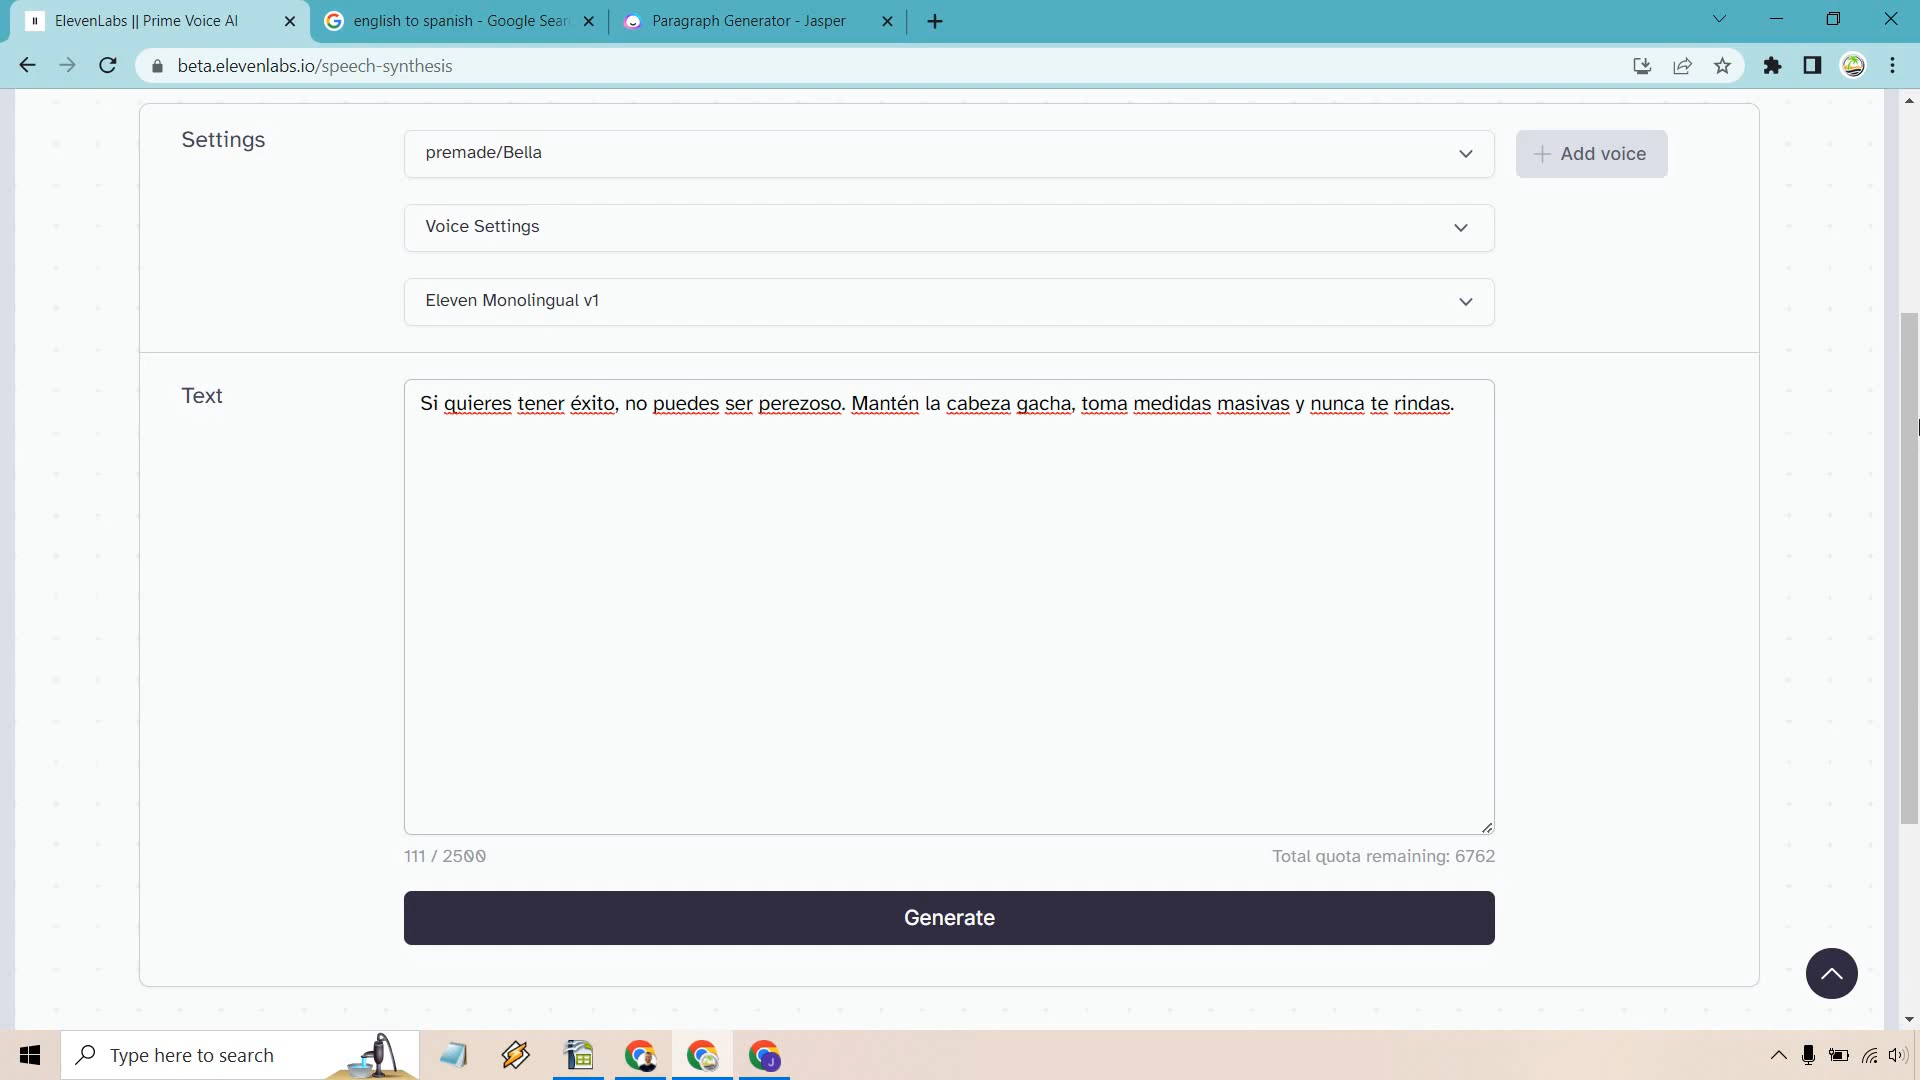 ElevenLabs || Prime Voice AI
english to spanish - Google Sear
Paragraph Generator - Jasper
beta.elevenlabs.io/speech-synthesis
Settings
premade/Bella
Add voice
Voice Settings
Eleven Monolingual v1
Text
Si quieres tener éxito, no puedes ser perezoso. Mantén la cabeza gacha, toma medidas masivas y nunca te rindas.
111 / 2500
Total quota remaining: 6762
Generate
Type here to search
J